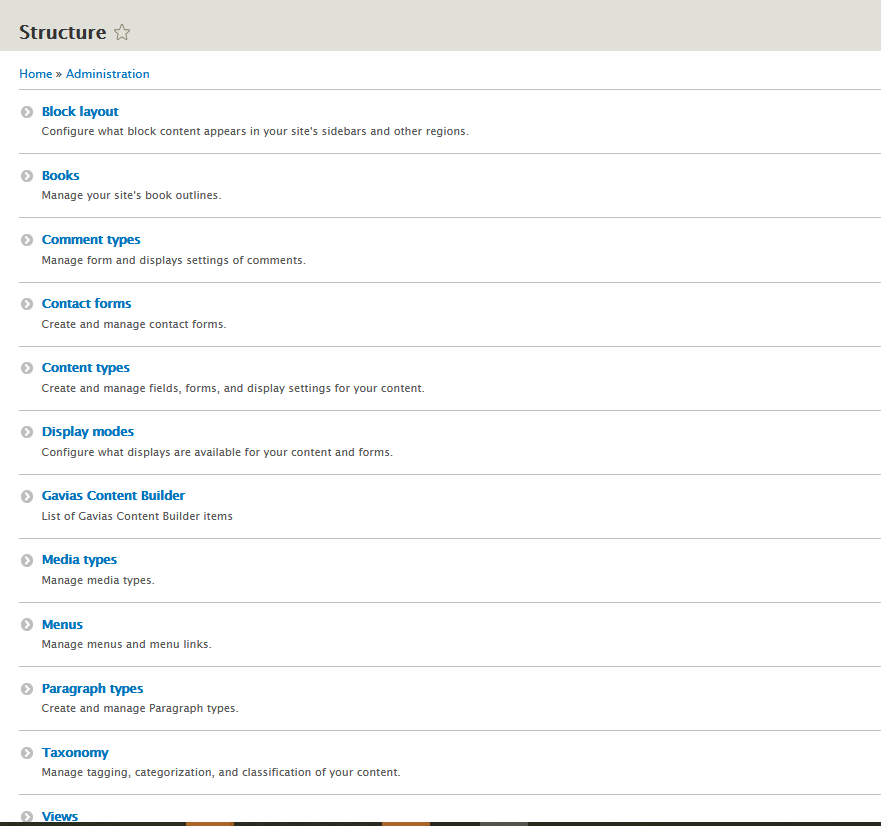 Structure
Home » Administration
Block layout
Configure what block content appears in your site's sidebars and other regions.
Books
Manage your site's book outlines.
Comment types
Manage form and displays settings of comments.
Contact forms
Create and manage contact forms.
Content types
Create and manage fields, forms, and display settings for your content.
Display modes
Configure what displays are available for your content and forms.
Gavias Content Builder
List of Gavias Content Builder items
Media types
Manage media types.
Menus
Manage menus and menu links.
Paragraph types
Create and manage Paragraph types.
Taxonomy
Manage tagging, categorization, and classification of your content.
Views